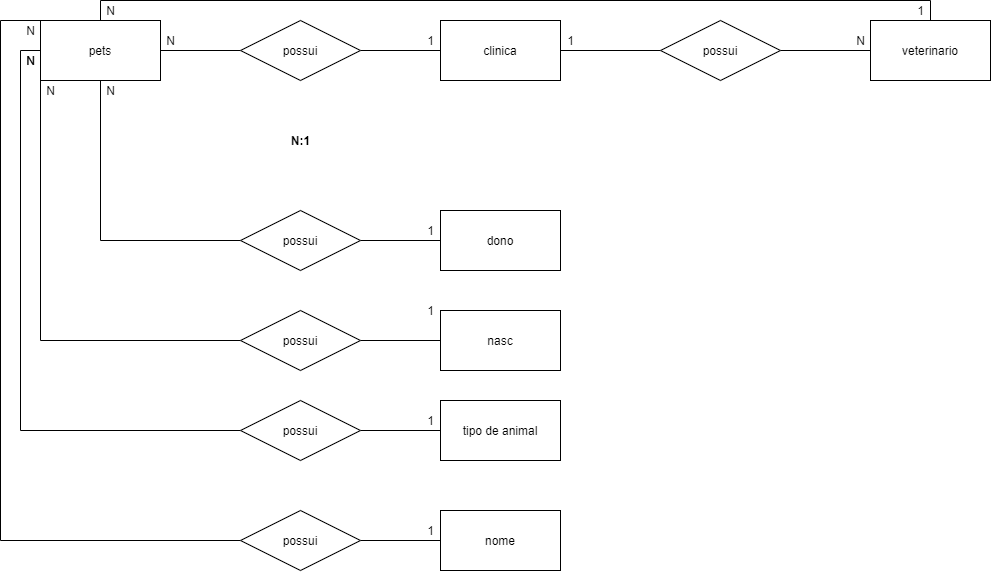 N 1
N
pets N possui 1 clinica 1 possui N veterinario
N
N N
N:1
possui 1 dono
1
possui nasc
possui 1 tipo de animal
possui 1 nome